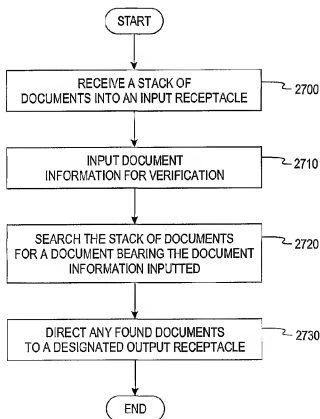 START
RECEIVE A STACK OF
DOCUMENTS INTO AN INPUT RECEPTACLE
2700
INPUT DOCUMENT
INFORMATION FOR VERIFICATION
2710
SEARCH THE STACK OF DOCUMENTS
FOR A DOCUMENT BEARING THE DOCUMENT
INFORMATION INPUTTED
2720
DIRECT ANY FOUND DOCUMENTS
TO A DESIGNATED OUTPUT RECEPTACLE
2730
END